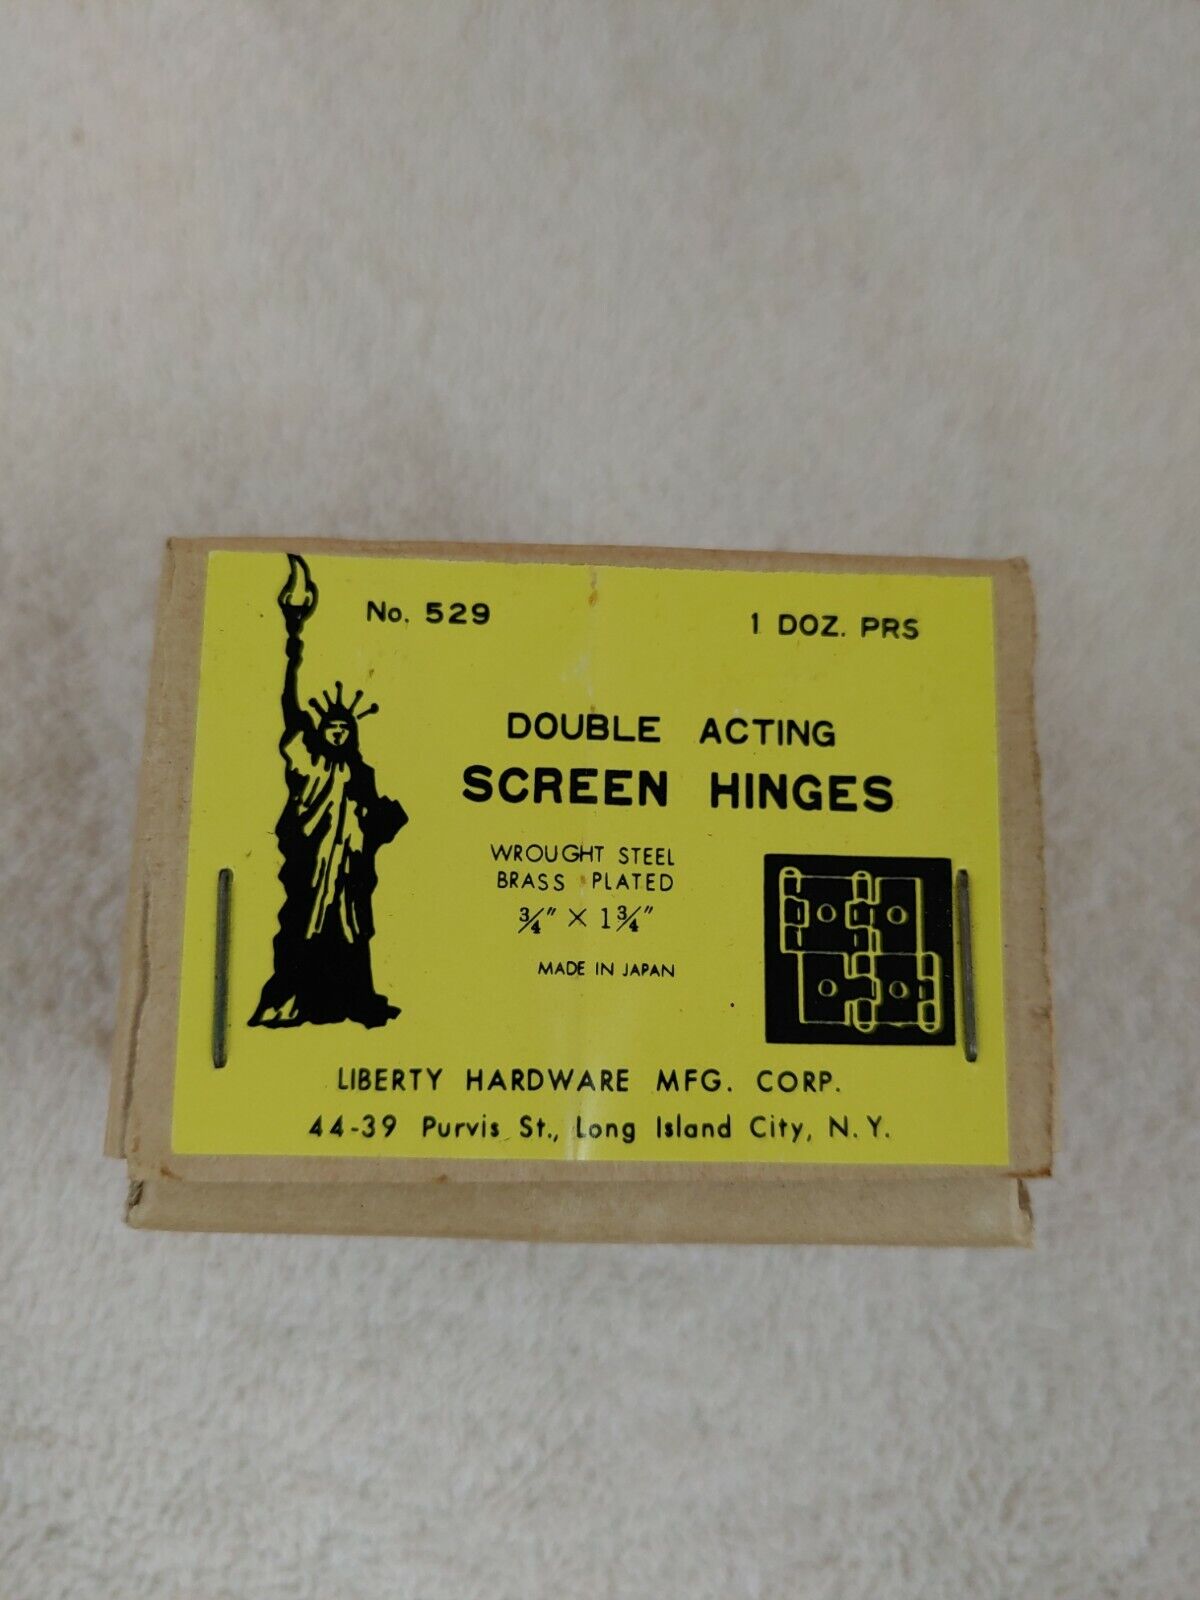 No. 529 1 DOZ. PRS
DOUBLE ACTING
SCREEN HINGES
WROUGHT STEEL
BRASS PLATED
¾" × 1¾"
MADE IN JAPAN
LIBERTY HARDWARE MFG. CORP.
44-39 Purvis St., Long Island City, N.Y.